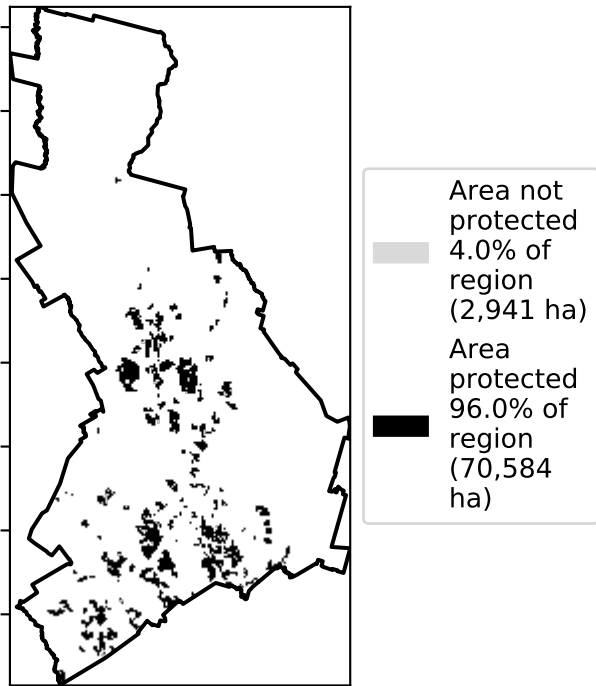 Area not
protected
4.0% of
region
(2,941 ha)
Area
protected
96.0% of
region
(70,584
ha)